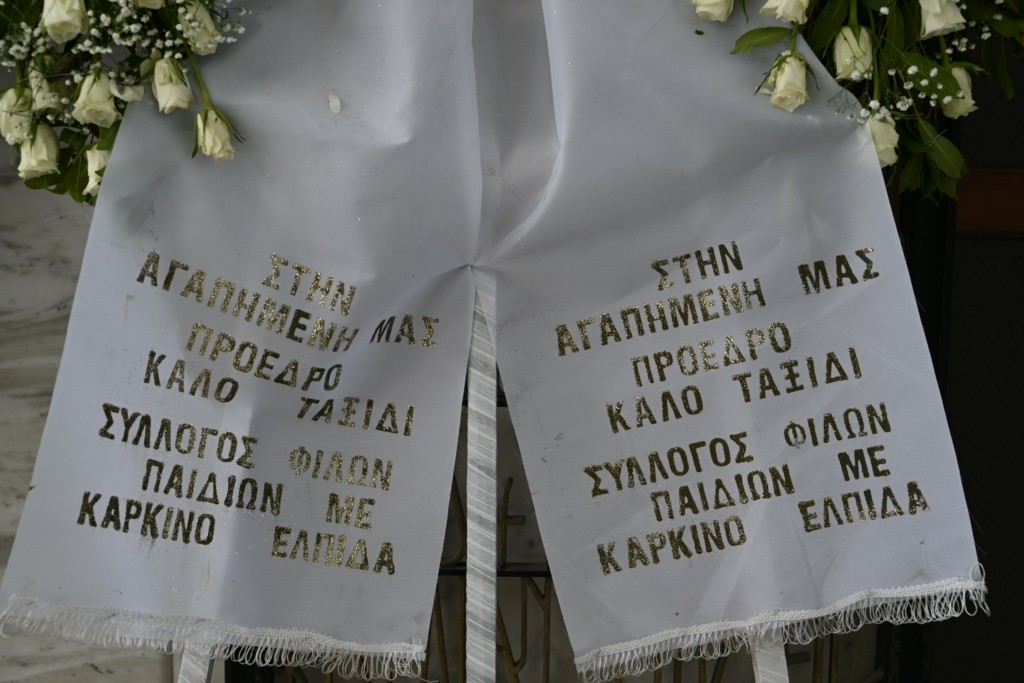 ΣΤΗΝ
ΑΓΑΠΗΜΕΝΗ ΜΑΣ
ΠΡΟΕΔΡΟ
ΚΑΛΟ ΤΑΞΙΔΙ
ΣΥΛΛΟΓΟΣ ΦΙΛΩΝ
ΠΑΙΔΙΩΝ ΜΕ
ΚΑΡΚΙΝΟ ΕΛΠΙΔΑ
ΣΤΗΝ
ΑΓΑΠΗΜΕΝΗ ΜΑΣ
ΠΡΟΕΔΡΟ
ΚΑΛΟ ΤΑΞΙΔΙ
ΣΥΛΛΟΓΟΣ ΦΙΛΩΝ
ΠΑΙΔΙΩΝ ΜΕ
ΚΑΡΚΙΝΟ ΕΛΠΙΔΑ